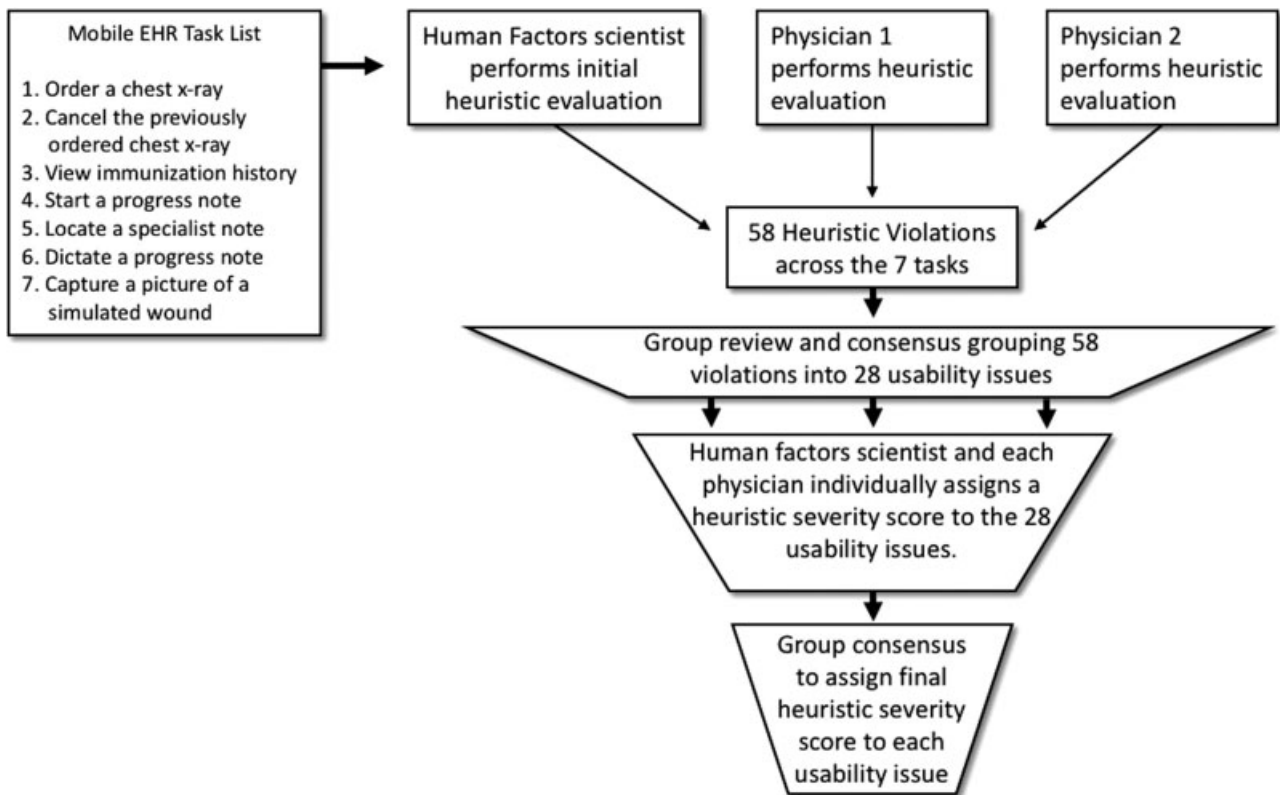 Mobile EHR Task List
1. Order a chest x-ray
2. Cancel the previously
ordered chest x-ray
3. View immunization history
4. Start a progress note
5. Locate a specialist note
6. Dictate a progress note
7. Capture a picture of a
simulated wound
Human Factors scientist
performs initial
heuristic evaluation
Physician 1
performs heuristic
evaluation
Physician 2
performs heuristic
evaluation
58 Heuristic Violations
across the 7 tasks
Group review and consensus grouping 58
violations into 28 usability issues
Human factors scientist and each
physician individually assigns a
heuristic severity score to the 28
usability issues.
Group consensus
to assign final
heuristic severity
score to each
usability issue